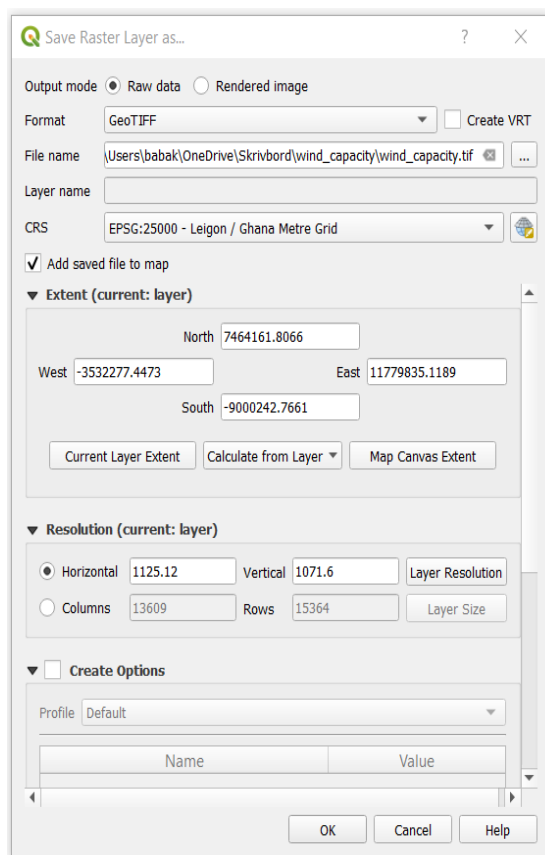 Save Raster Layer as...
Output mode Raw data Rendered image
Format GeoTIFF Create VRT
File name \Users\babak\OneDrive\Skrivbord\wind_capacity\wind_capacity.tif ...
Layer name
CRS EPSG:25000 - Leigon / Ghana Metre Grid
Add saved file to map
Extent (current: layer)
North 7464161.8066
West -3532277.4473 East 11779835.1189
South -9000242.7661
Current Layer Extent Calculate from Layer Map Canvas Extent
Resolution (current: layer)
Horizontal 1125.12 Vertical 1071.6 Layer Resolution
Columns 13609 Rows 15364 Layer Size
Create Options
Profile Default
Name Value
OK Cancel Help